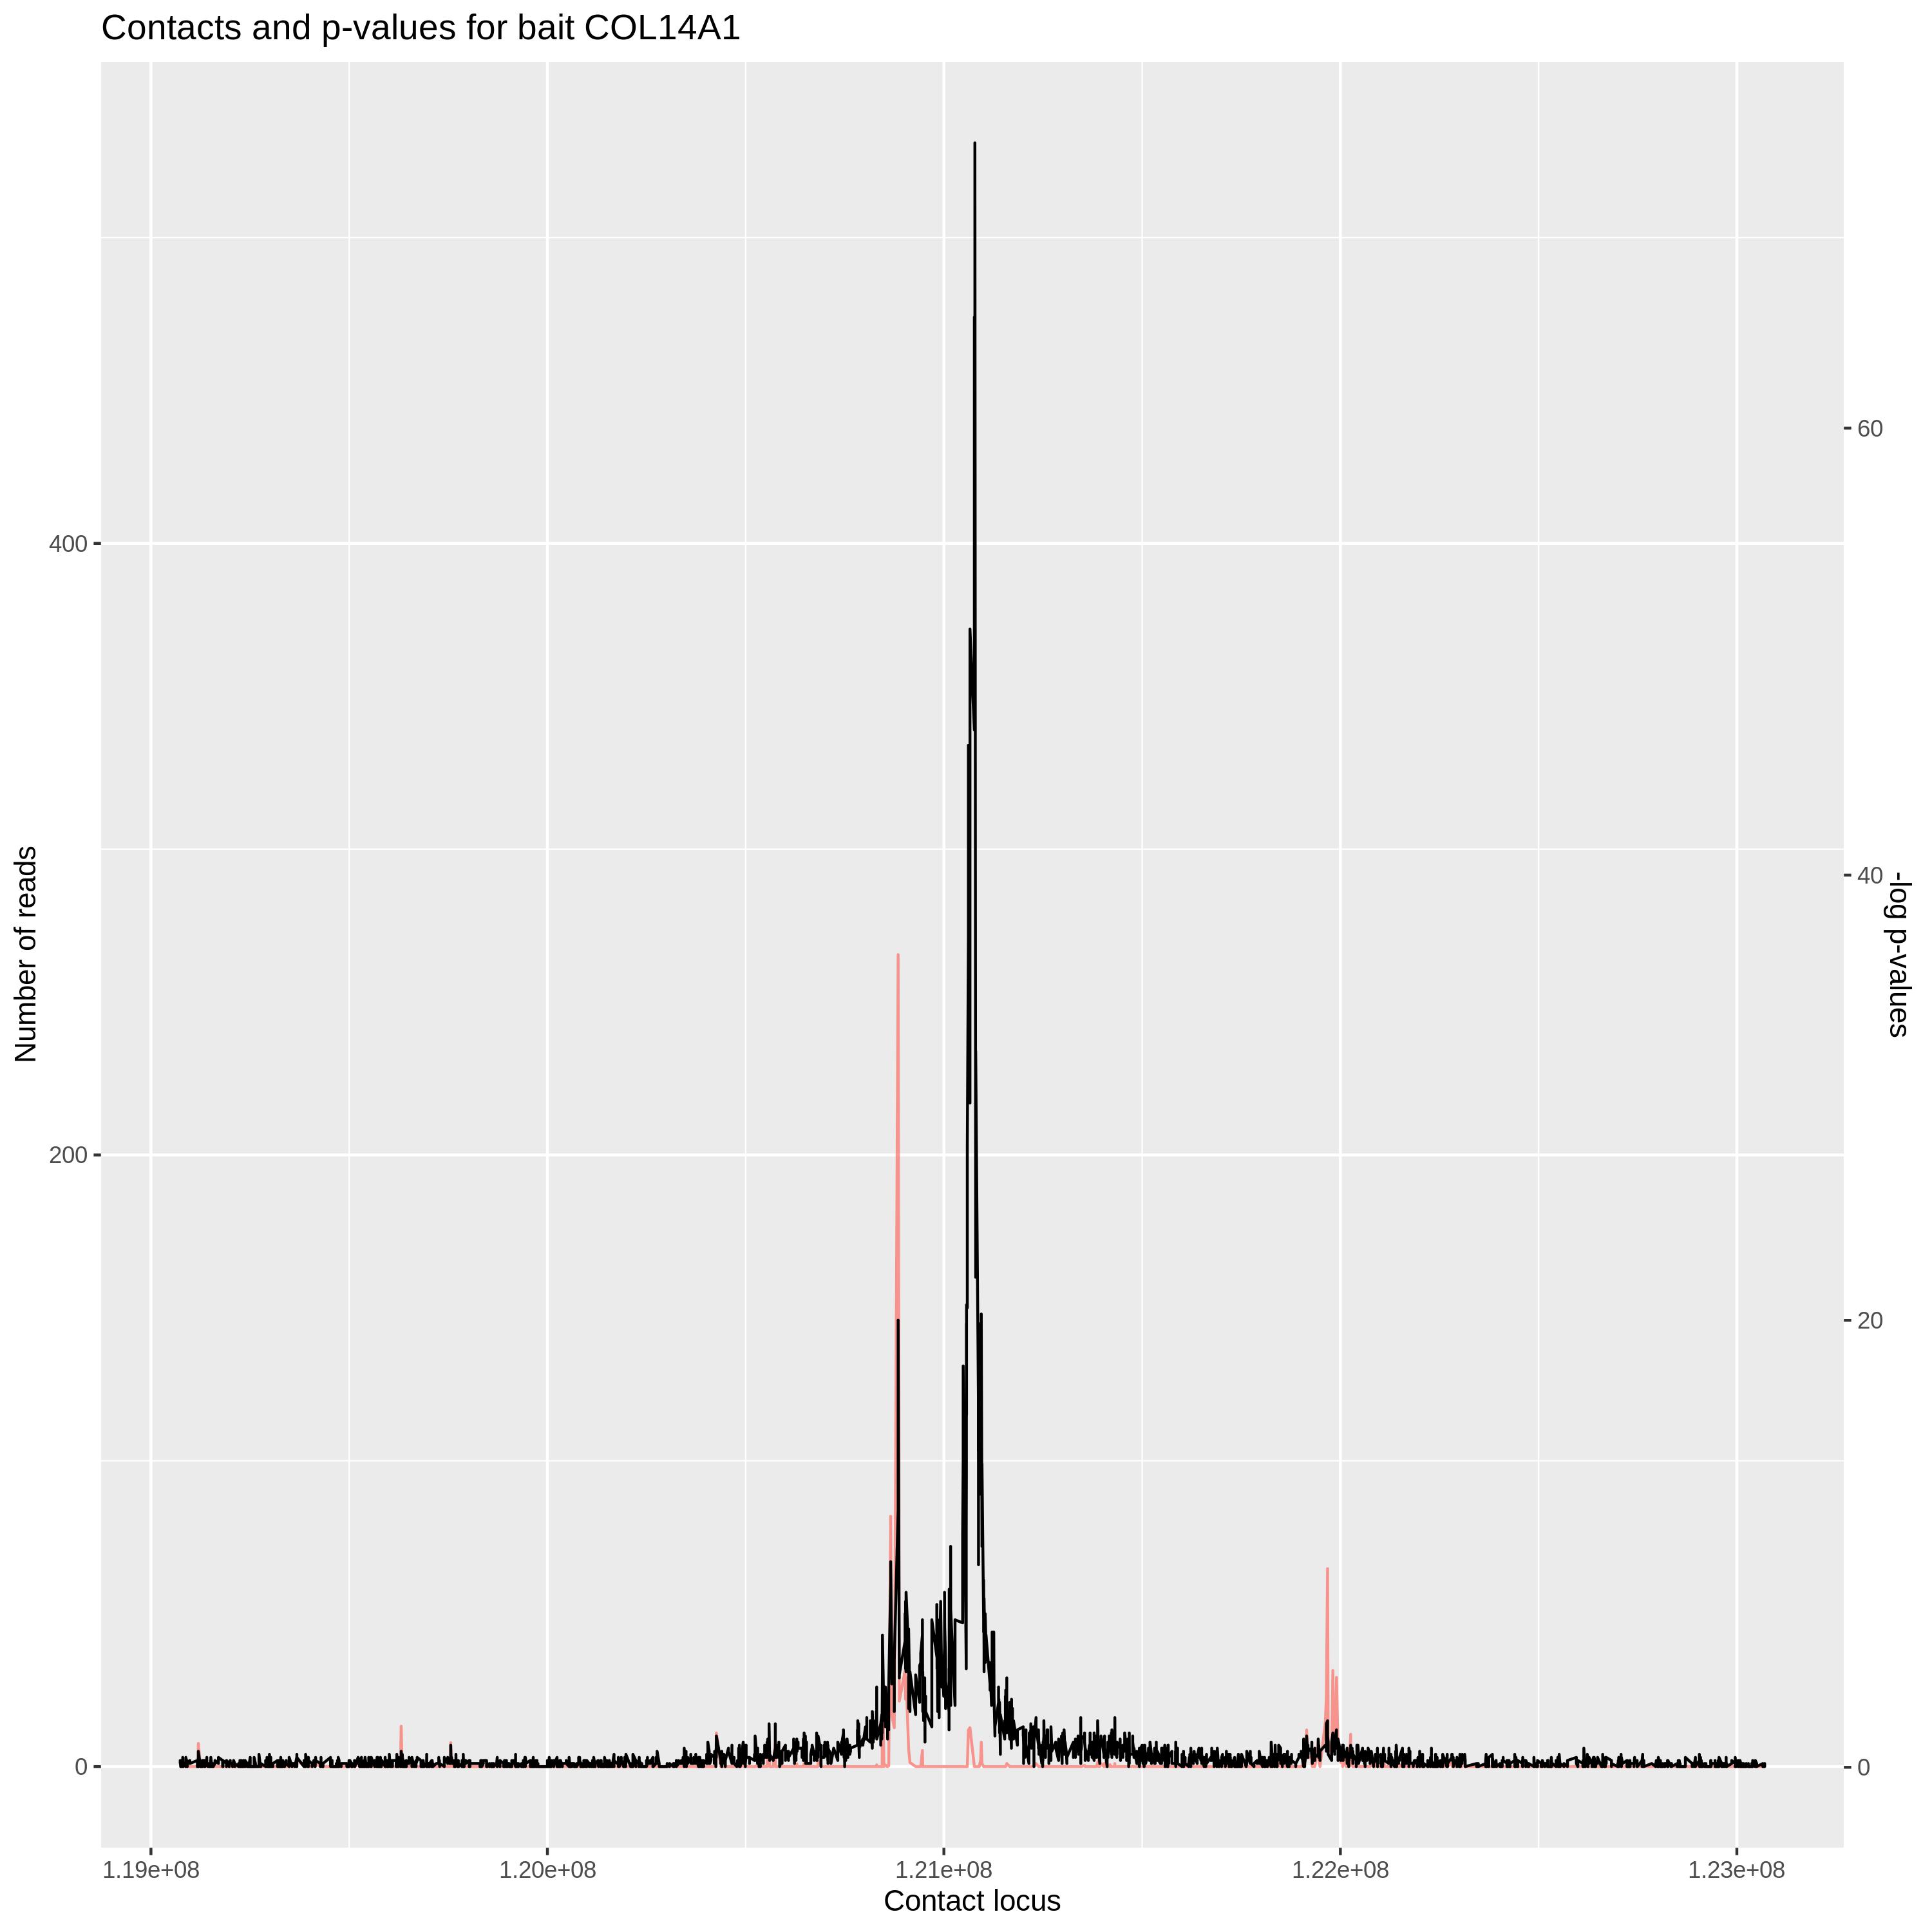 Contacts and p-values for bait COL14A1
Number of reads
400
200
0
60
40
20
0
-log p-values
1.19e+08 1.20e+08 1.21e+08 1.22e+08 1.23e+08
Contact locus